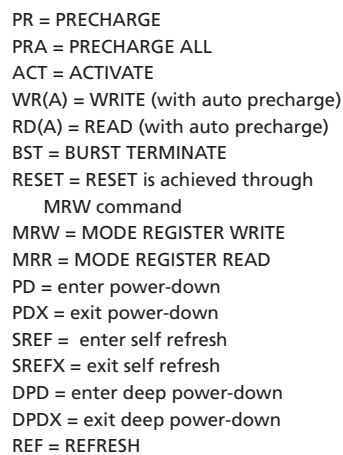 PR = PRECHARGE
PRA = PRECHARGE ALL
ACT = ACTIVATE
WR(A) = WRITE (with auto precharge)
RD(A) = READ (with auto precharge)
BST = BURST TERMINATE
RESET = RESET is achieved through
MRW command
MRW = MODE REGISTER WRITE
MRR = MODE REGISTER READ
PD = enter power-down
PDX = exit power-down
SREF = enter self refresh
SREFX = exit self refresh
DPD = enter deep power-down
DPDX = exit deep power-down
REF = REFRESH